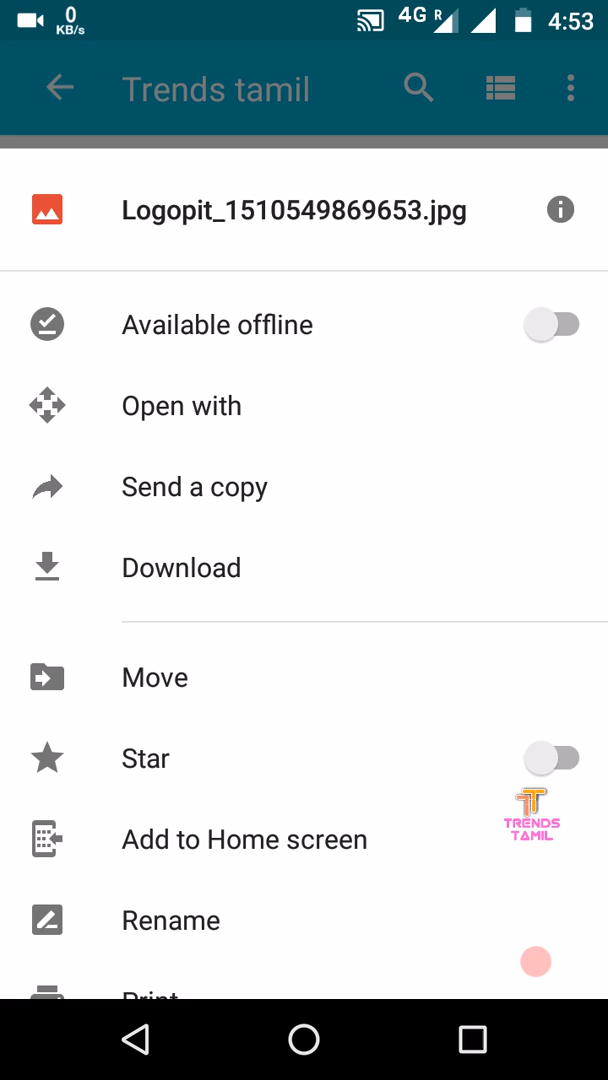 0
KB/s
4G R
4:53
Trends tamil
Logopit_1510549869653.jpg
Available offline
Open with
Send a copy
Download
Move
Star
TRENDS
TAMIL
Add to Home screen
Rename
Print